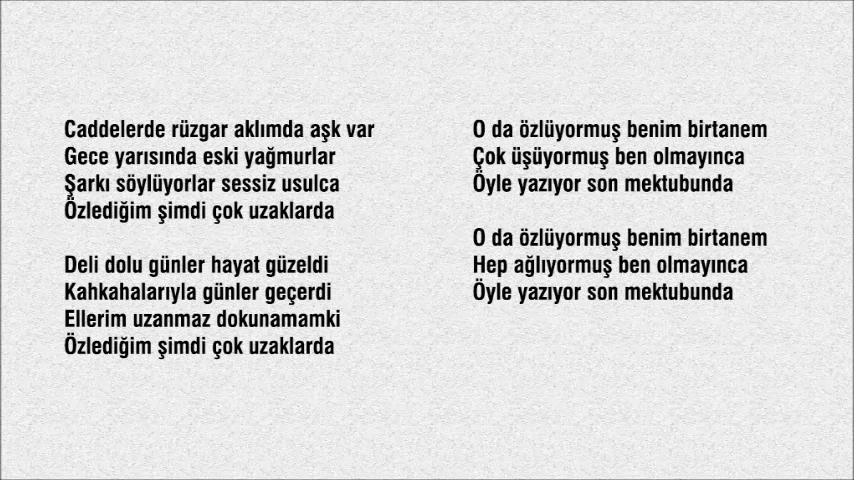 Caddelerde rüzgar aklımda aşk var
Gece yarısında eski yağmurlar
Şarkı söylüyorlar sessiz usulca
Özlediğim şimdi çok uzaklarda
Deli dolu günler hayat güzeldi
Kahkahalarıyla günler geçerdi
Ellerim uzanmaz dokunamamki
Özlediğim şimdi çok uzaklarda
O da özlüyormuş benim birtanem
Çok üşüyormuş ben olmayınca
Öyle yazıyor son mektubunda
O da özlüyormuş benim birtanem
Hep ağlıyormuş ben olmayınca
Öyle yazıyor son mektubunda